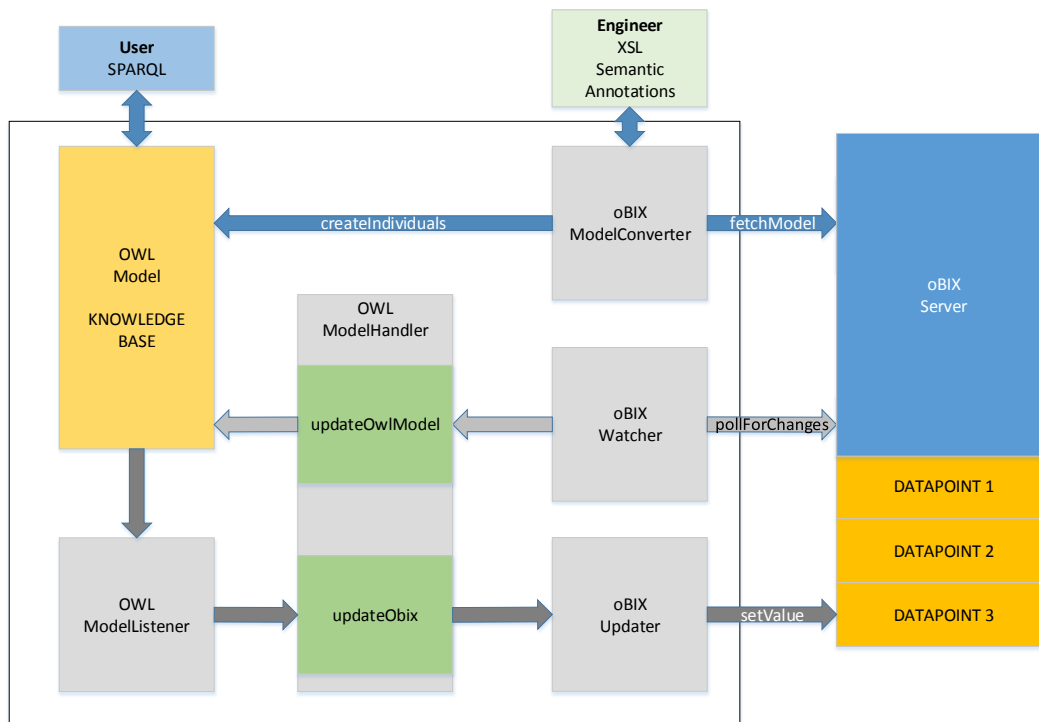 User
SPARQL
Engineer
XSL
Semantic
Annotations
OWL
Model
KNOWLEDGE
BASE
createIndividuals
oBIX
ModelConverter
fetchModel
oBIX
Server
OWL
ModelHandler
updateOwlModel
oBIX
Watcher
pollForChanges
DATAPOINT 1
DATAPOINT 2
DATAPOINT 3
OWL
ModelListener
updateObix
oBIX
Updater
setValue